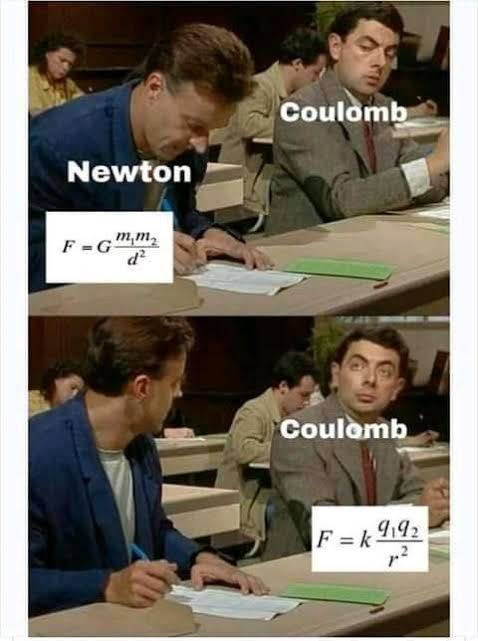 Coulomb
Newton
F = G m₁m₂ / d²
Coulomb
F = k q₁q₂ / r²